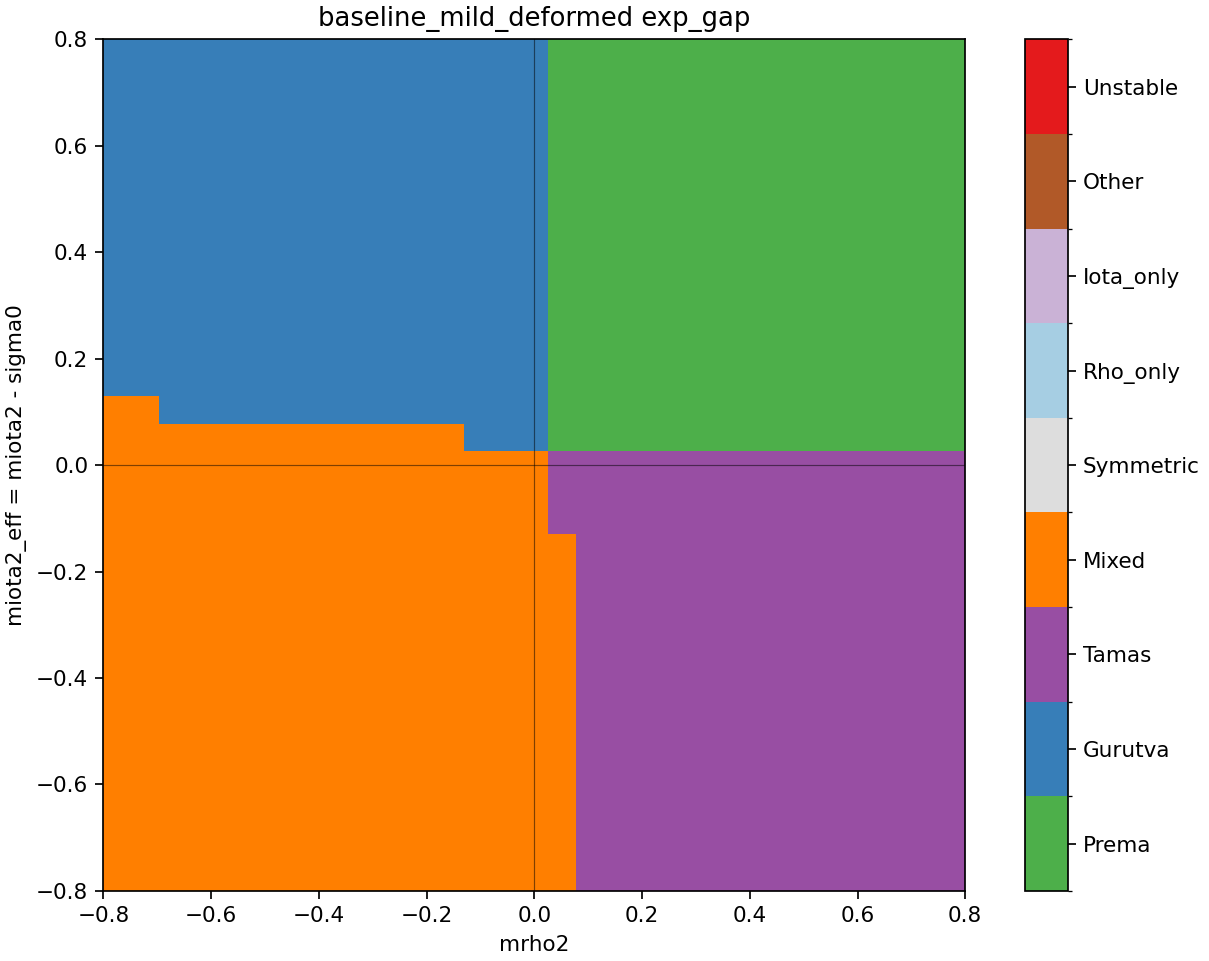 baseline_mild_deformed exp_gap
0.8
0.6
0.4
0.2
0.0
−0.2
−0.4
−0.6
−0.8
miota2_eff = miota2 - sigma0
−0.8
−0.6
−0.4
−0.2
0.0
0.2
0.4
0.6
0.8
mrho2
Unstable
Other
Iota_only
Rho_only
Symmetric
Mixed
Tamas
Gurutva
Prema